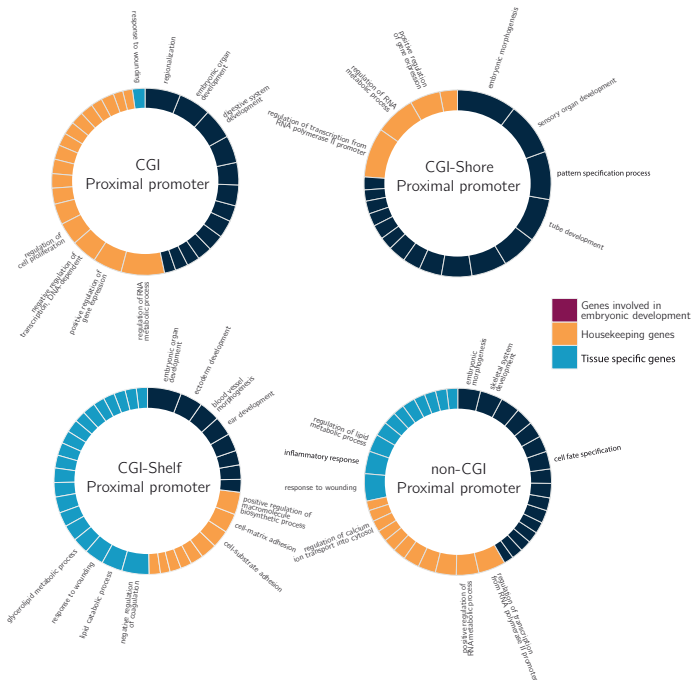 response to wounding
regionalization
embryonic organ
development
digestive system
development
CGI
Proximal promoter
regulation of
cell proliferation
negative regulation of
transcription, DNA-dependent
positive regulation of
gene expression
regulation of RNA
metabolic process
embryonic morphogenesis
positive regulation
of gene expression
regulation of RNA
metabolic process
regulation of transcription from
RNA polymerase II promoter
sensory organ development
pattern specification process
tube development
CGI-Shore
Proximal promoter
Genes involved in
embryonic development
Housekeeping genes
Tissue specific genes
embryonic organ
development
ectoderm development
blood vessel
morphogenesis
ear development
CGI-Shelf
Proximal promoter
positive regulation of
macromolecule
biosynthetic process
cell-matrix adhesion
cell-substrate adhesion
glycerolipid metabolic process
response to wounding
lipid catabolic process
negative regulation
of coagulation
embryonic
morphogenesis
skeletal system
development
regulation of lipid
metabolic process
inflammatory response
response to wounding
cell fate specification
non-CGI
Proximal promoter
regulation of calcium
ion transport into cytosol
positive regulation of
RNA metabolic process
regulation of transcription
from RNA polymerase II promoter